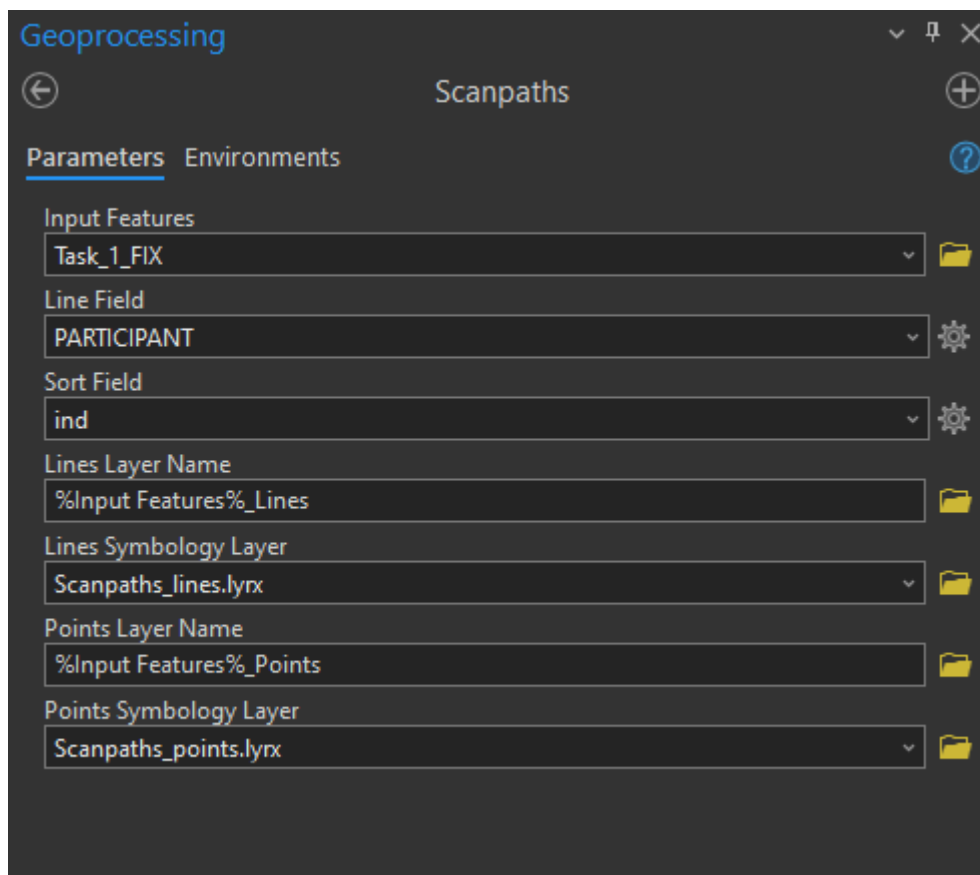 Geoprocessing
Scanpaths
Parameters Environments
Input Features
Task_1_FIX
Line Field
PARTICIPANT
Sort Field
ind
Lines Layer Name
%Input Features%_Lines
Lines Symbology Layer
Scanpaths_lines.lyrx
Points Layer Name
%Input Features%_Points
Points Symbology Layer
Scanpaths_points.lyrx